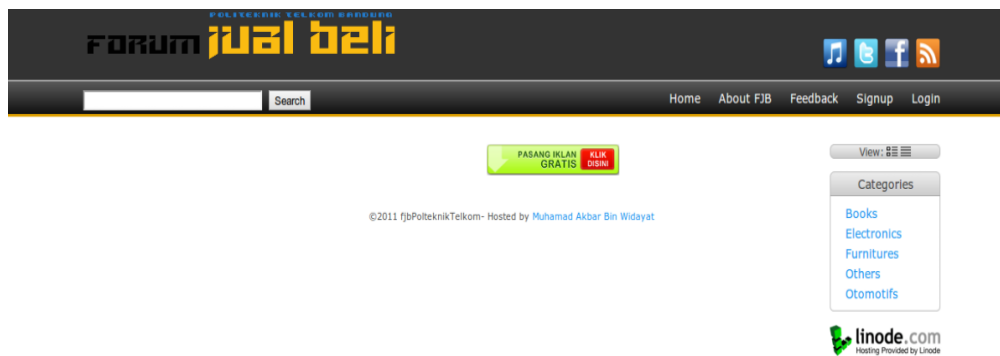 POLITEKNIK TELKOM BANDUNG
FORUM jual beli
Search
Home About FJB Feedback Signup Login
PASANG IKLAN GRATIS
KLIK DISINI
View:
Categories
Books
Electronics
Furnitures
Others
Otomotifs
©2011 fjbPolteknikTelkom- Hosted by Muhamad Akbar Bin Widayat
linode.com
Hosting Provided by Linode